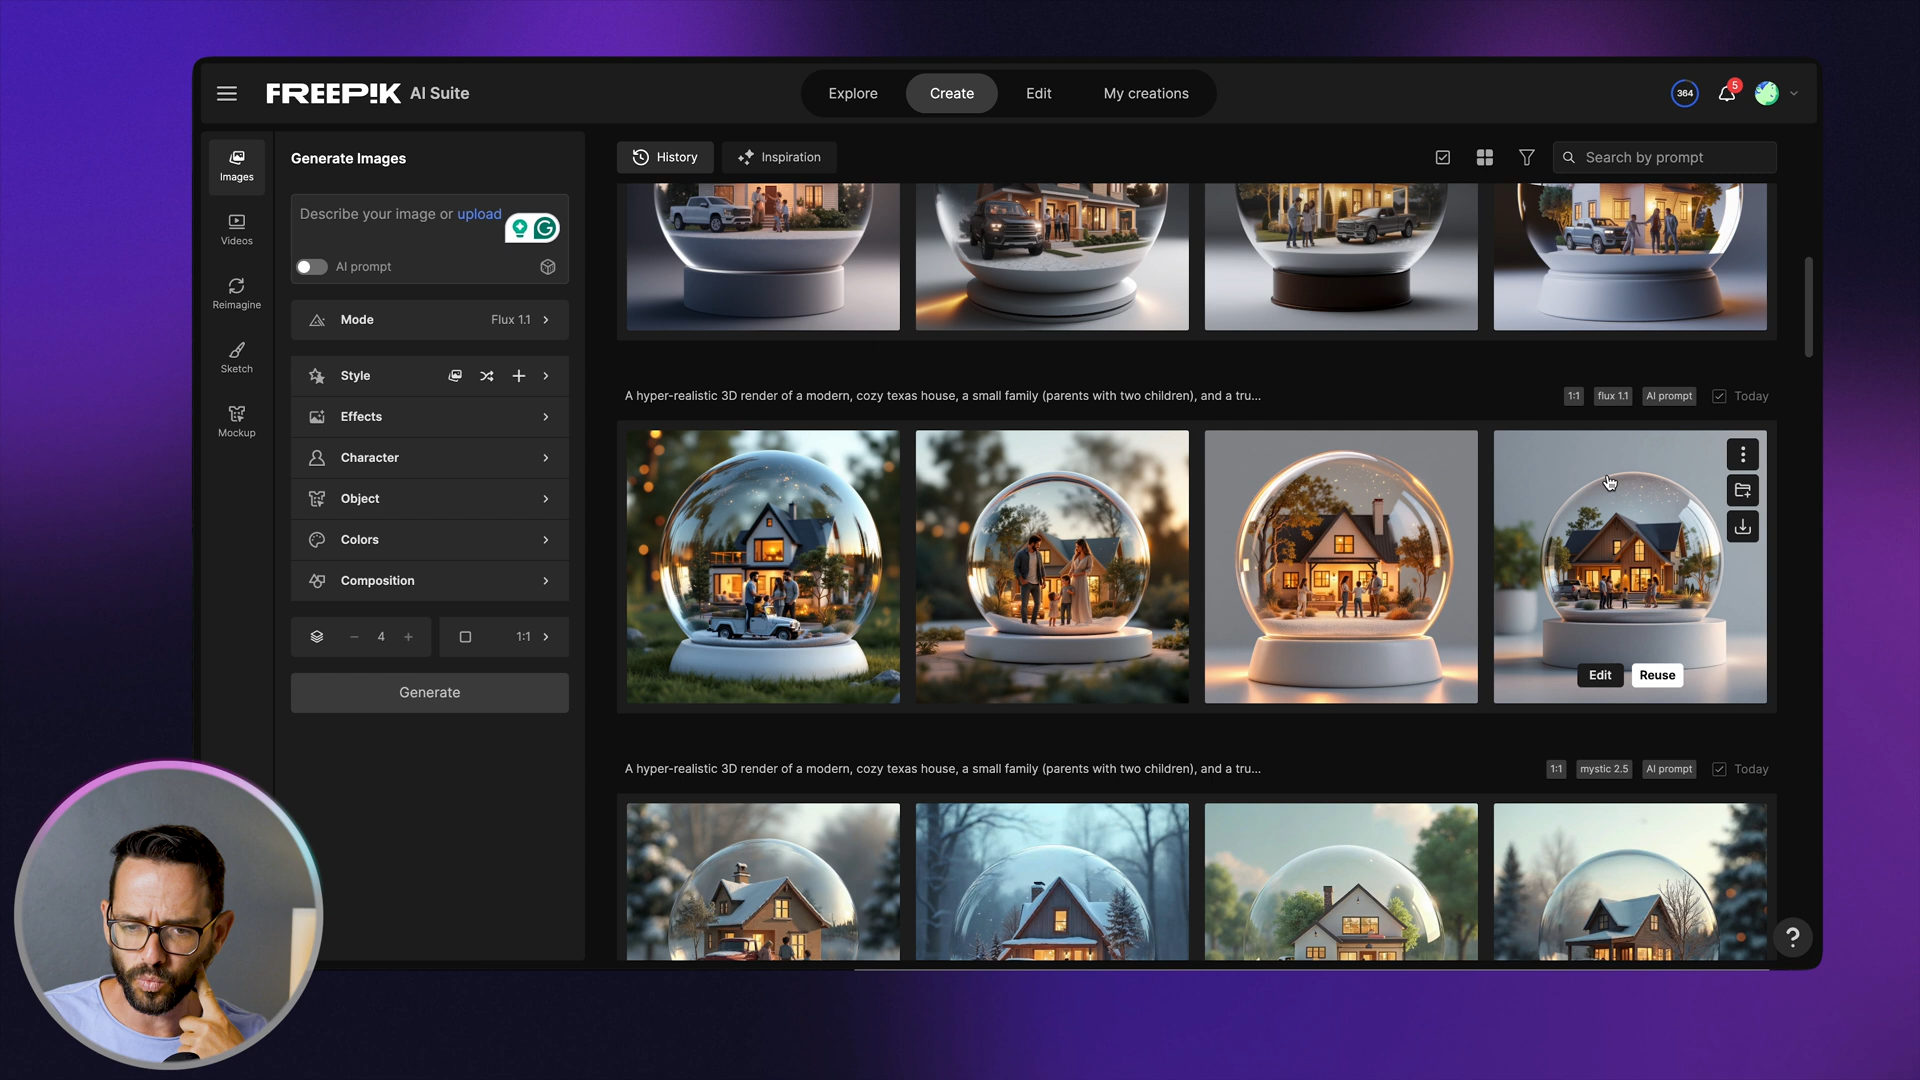 FREEP!K AI Suite
Explore
Create
Edit
My creations
364
5
Images
Videos
Reimagine
Sketch
Mockup
Generate Images
Describe your image or upload
AI prompt
Mode
Flux 1.1
Style
Effects
Character
Object
Colors
Composition
4
1:1
Generate
History
Inspiration
Search by prompt
A hyper-realistic 3D render of a modern, cozy texas house, a small family (parents with two children), and a tru...
1:1
flux 1.1
AI prompt
Today
Edit
Reuse
A hyper-realistic 3D render of a modern, cozy texas house, a small family (parents with two children), and a tru...
1:1
mystic 2.5
AI prompt
Today
?